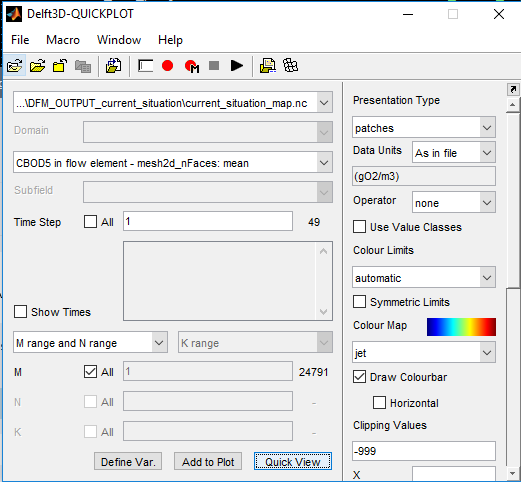 Delft3D-QUICKPLOT
File Macro Window Help
M
...\DFM_OUTPUT_current_situation\current_situation_map.nc
Domain
CBOD5 in flow element - mesh2d_nFaces: mean
Subfield
Time Step All 1 49
Show Times
M range and N range K range
M All 1 24791
N All -
K All -
Define Var. Add to Plot Quick View
Presentation Type
patches
Data Units As in file
(gO2/m3)
Operator none
Use Value Classes
Colour Limits
automatic
Symmetric Limits
Colour Map
jet
Draw Colourbar
Horizontal
Clipping Values
-999
X